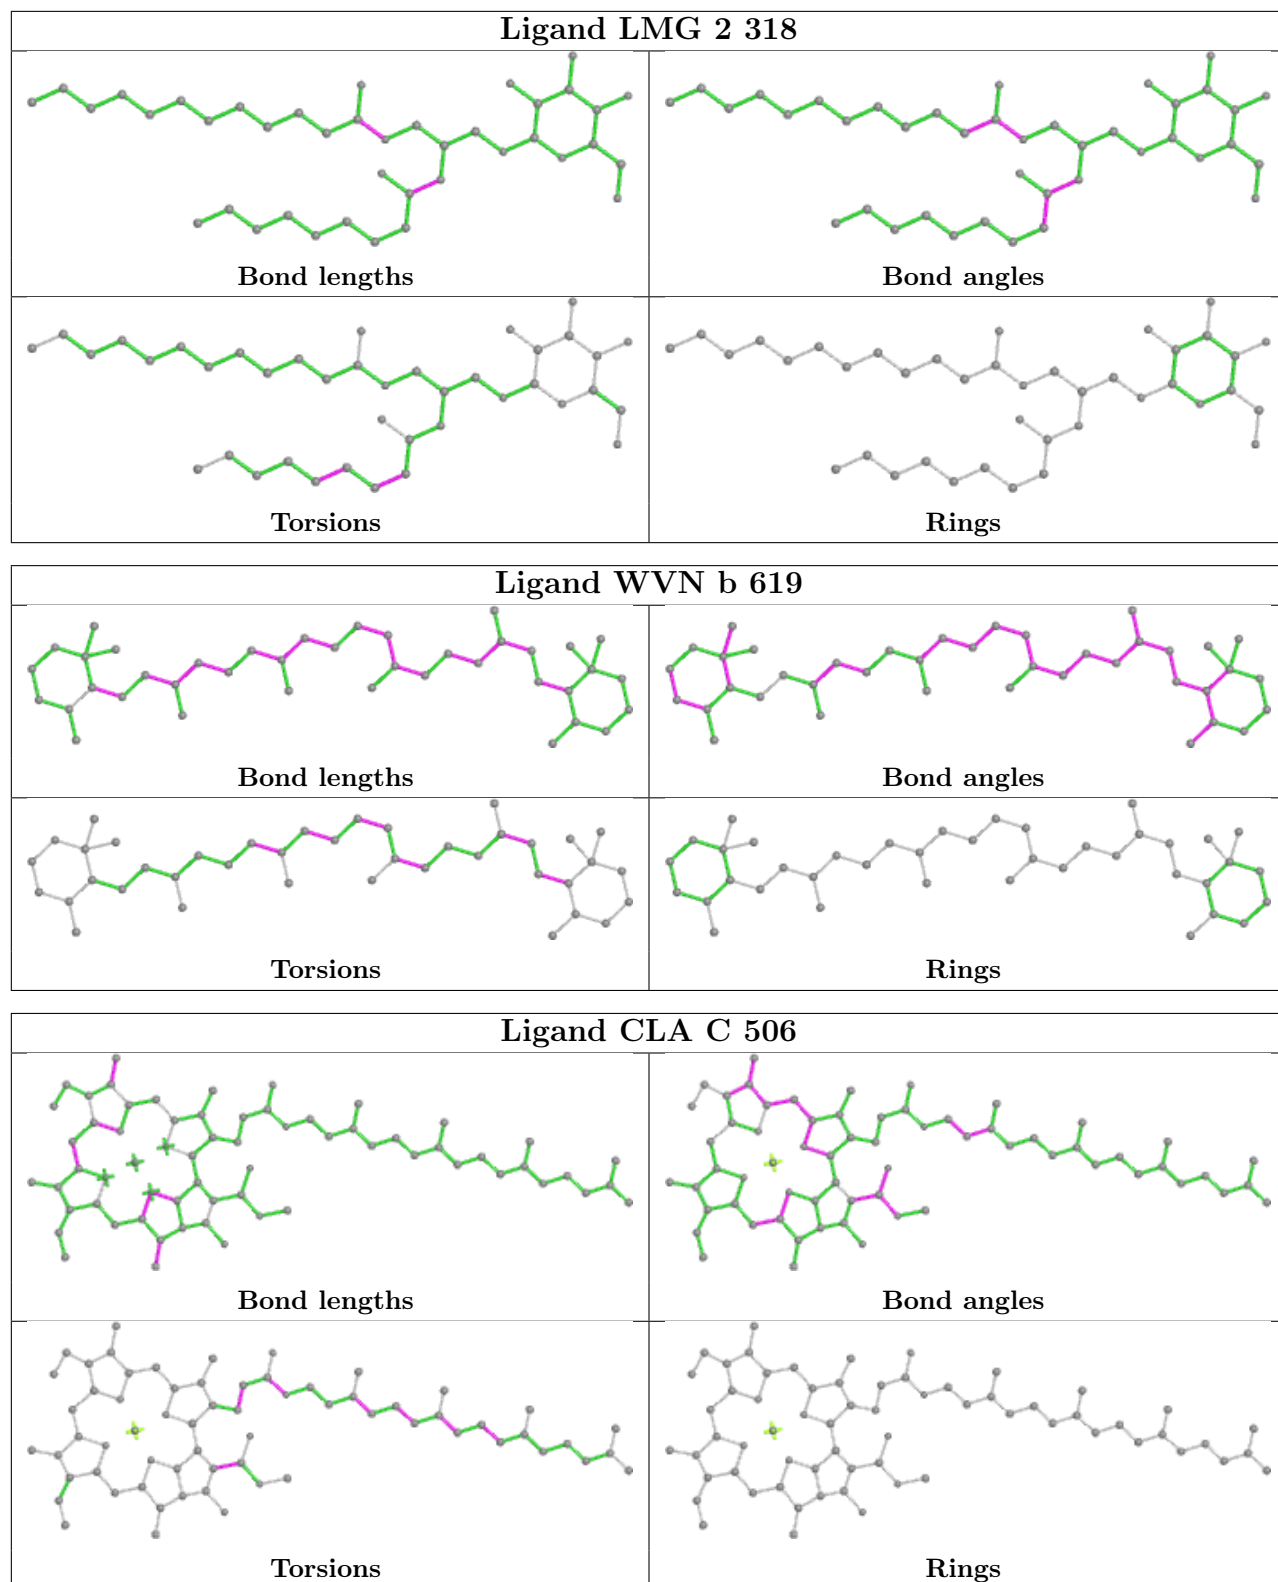 Ligand LMG 2 318
Bond lengths
Bond angles
Torsions
Rings
Ligand WVN b 619
Bond lengths
Bond angles
Torsions
Rings
Ligand CLA C 506
Bond lengths
Bond angles
Torsions
Rings